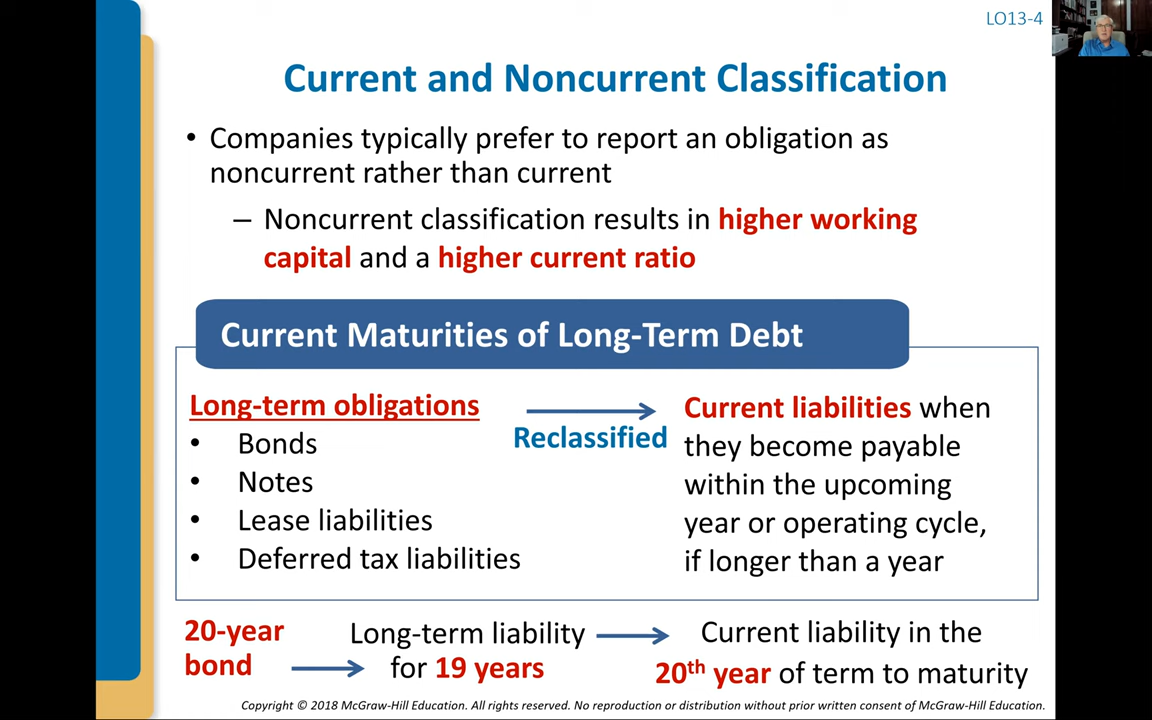 LO13-4
Current and Noncurrent Classification
• Companies typically prefer to report an obligation as
noncurrent rather than current
– Noncurrent classification results in higher working
capital and a higher current ratio
Current Maturities of Long-Term Debt
Long-term obligations
• Bonds
• Notes
• Lease liabilities
• Deferred tax liabilities
Reclassified
Current liabilities when
they become payable
within the upcoming
year or operating cycle,
if longer than a year
20-year
bond
Long-term liability
for 19 years
Current liability in the
20th year of term to maturity
Copyright © 2018 McGraw-Hill Education. All rights reserved. No reproduction or distribution without prior written consent of McGraw-Hill Education.